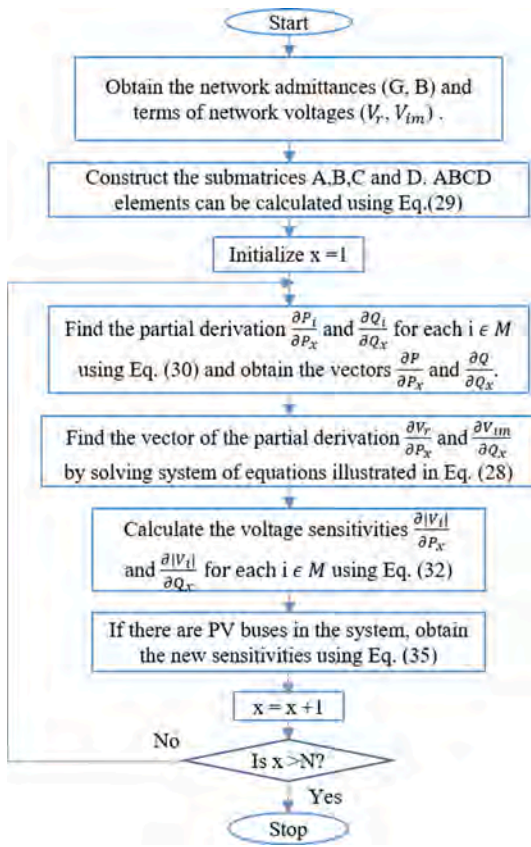 Start
Obtain the network admittances (G, B) and
terms of network voltages (V_r, V_im) .
Construct the submatrices A,B,C and D. ABCD
elements can be calculated using Eq.(29)
Initialize x =1
Find the partial derivation ∂P_i/∂P_x and ∂Q_i/∂Q_x for each i ϵ M
using Eq. (30) and obtain the vectors ∂P/∂P_x and ∂Q/∂Q_x.
Find the vector of the partial derivation ∂V_r/∂P_x and ∂V_im/∂Q_x
by solving system of equations illustrated in Eq. (28)
Calculate the voltage sensitivities ∂|V_i|/∂P_x
and ∂|V_i|/∂Q_x for each i ϵ M using Eq. (32)
If there are PV buses in the system, obtain
the new sensitivities using Eq. (35)
x = x +1
No
Is x >N?
Yes
Stop